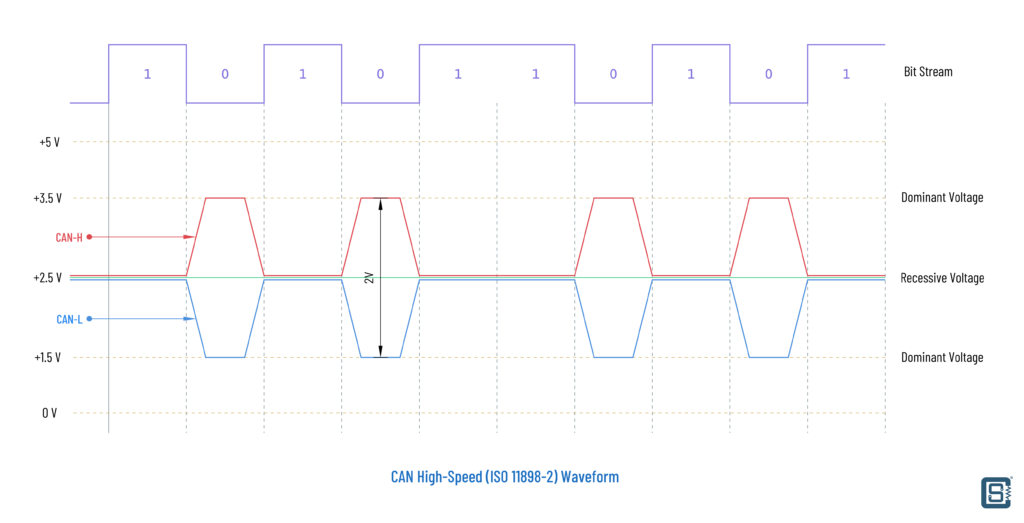 1 0 1 0 1 1 0 1 0 1
Bit Stream
+5 V
+3.5 V
Dominant Voltage
CAN-H
+2.5 V
2V
Recessive Voltage
CAN-L
+1.5 V
Dominant Voltage
0 V
CAN High-Speed (ISO 11898-2) Waveform